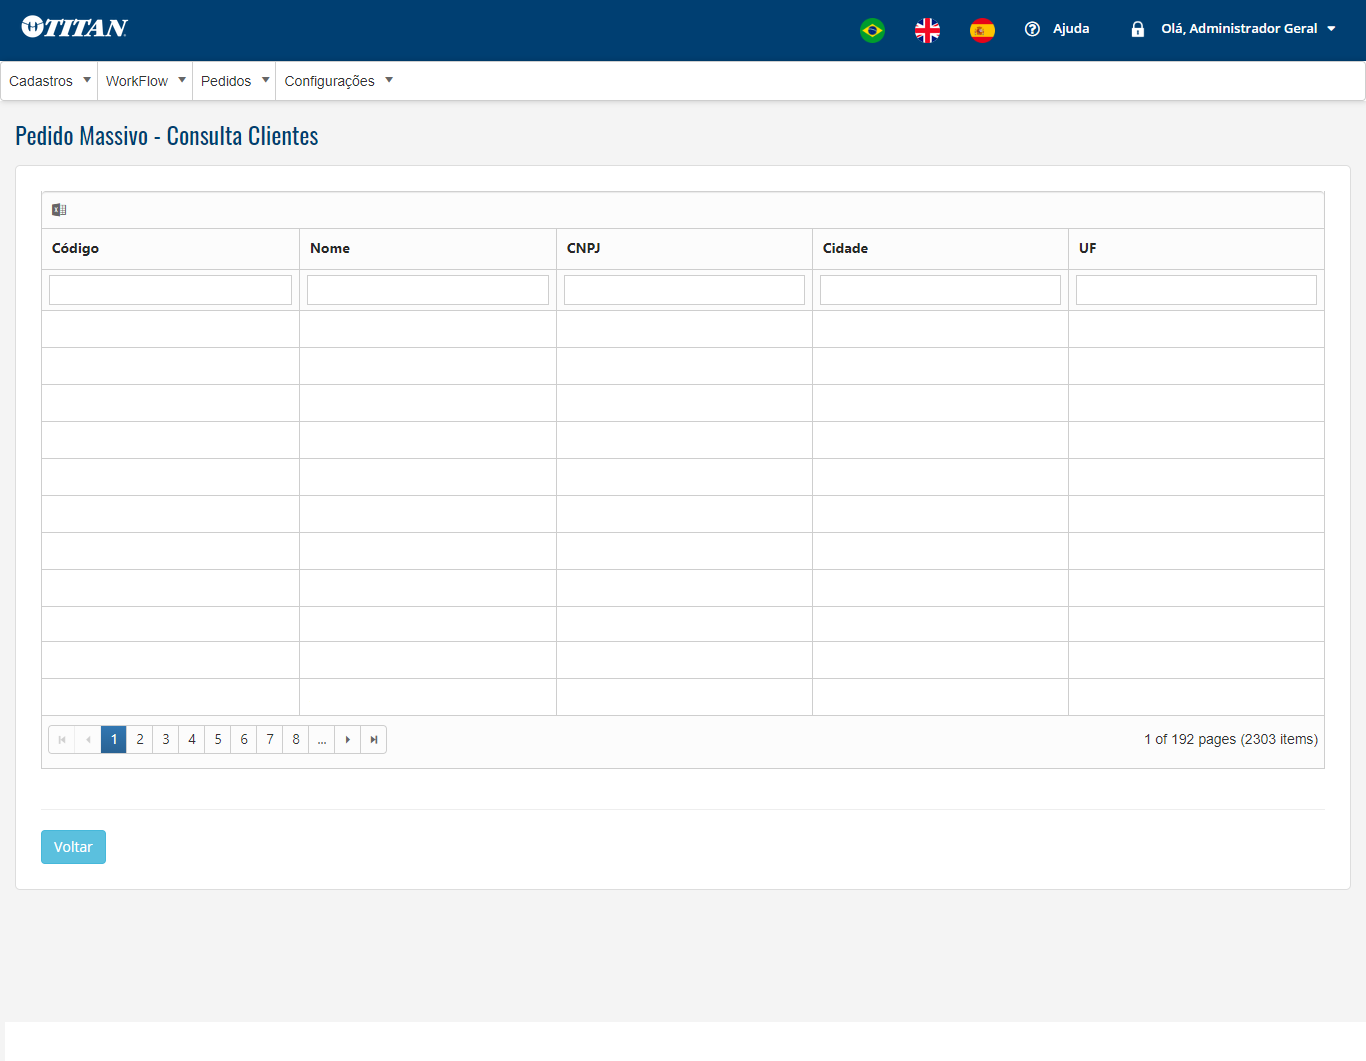 TITAN
Ajuda
Olá, Administrador Geral
Cadastros WorkFlow Pedidos Configurações
Pedido Massivo - Consulta Clientes
Código Nome CNPJ Cidade UF
1 2 3 4 5 6 7 8 ...
1 of 192 pages (2303 items)
Voltar